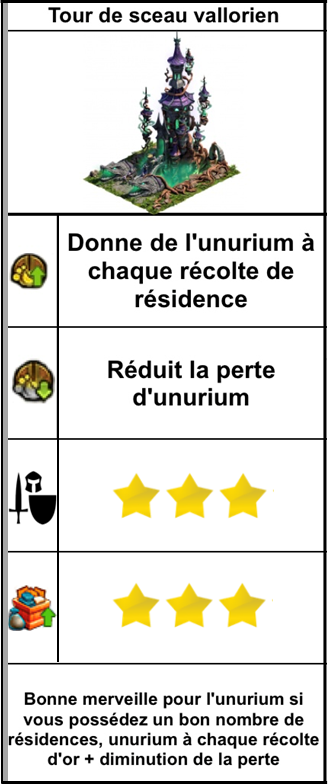 Tour de sceau vallorien
Donne de l'unurium à
chaque récolte de
résidence
Réduit la perte
d'unurium
Bonne merveille pour l'unurium si
vous possédez un bon nombre de
résidences, unurium à chaque récolte
d'or + diminution de la perte